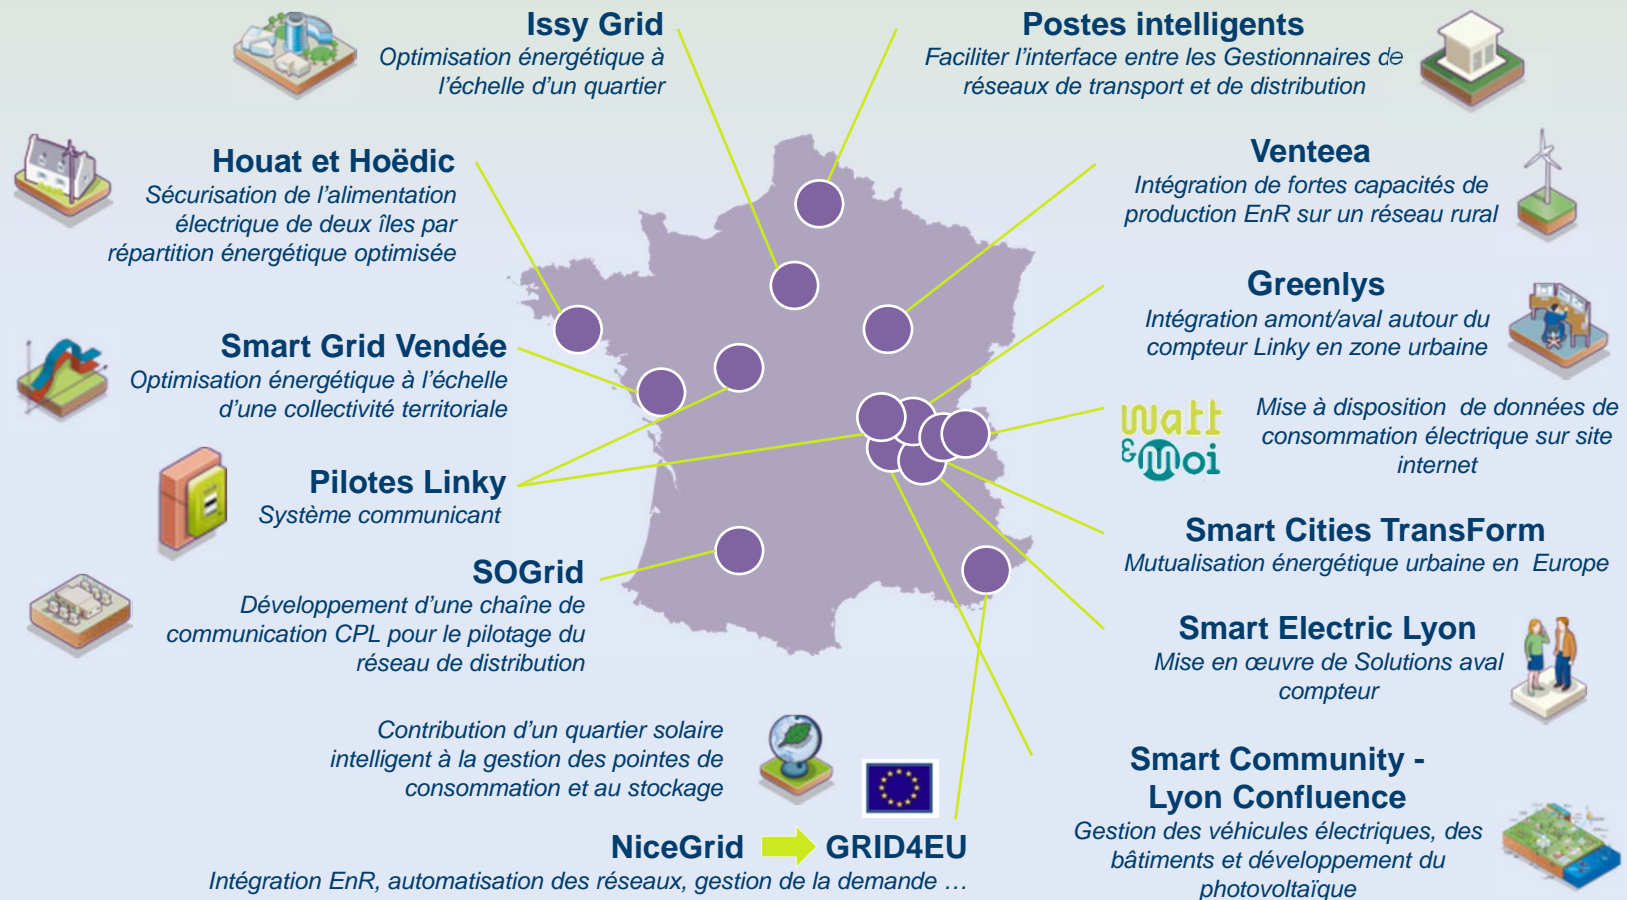 Issy Grid
Optimisation énergétique à
l'échelle d'un quartier
Postes intelligents
Faciliter l'interface entre les Gestionnaires de
réseaux de transport et de distribution
Houat et Hoëdic
Sécurisation de l'alimentation
électrique de deux îles par
répartition énergétique optimisée
Venteea
Intégration de fortes capacités de
production EnR sur un réseau rural
Greenlys
Intégration amont/aval autour du
compteur Linky en zone urbaine
Smart Grid Vendée
Optimisation énergétique à l'échelle
d'une collectivité territoriale
watt
&moi
Mise à disposition de données de
consommation électrique sur site
internet
Pilotes Linky
Système communicant
Smart Cities TransForm
Mutualisation énergétique urbaine en Europe
SOGrid
Développement d'une chaîne de
communication CPL pour le pilotage du
réseau de distribution
Smart Electric Lyon
Mise en œuvre de Solutions aval
compteur
Contribution d'un quartier solaire
intelligent à la gestion des pointes de
consommation et au stockage
NiceGrid GRID4EU
Intégration EnR, automatisation des réseaux, gestion de la demande …
Smart Community -
Lyon Confluence
Gestion des véhicules électriques, des
bâtiments et développement du
photovoltaïque